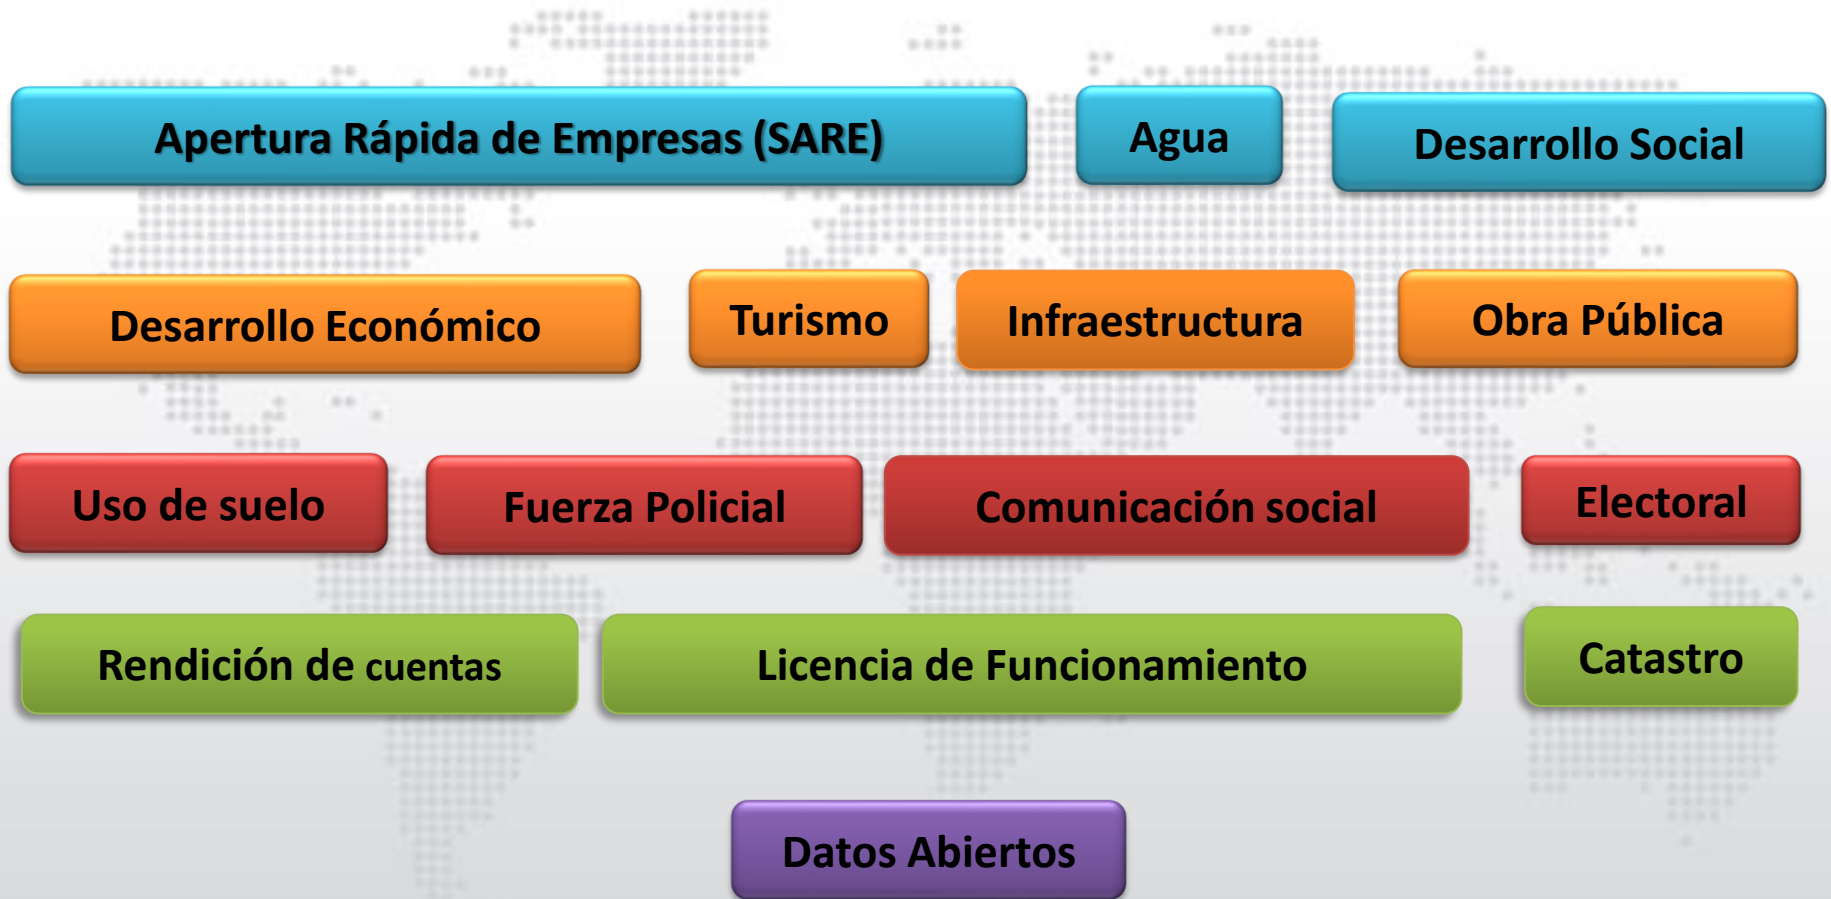 Apertura Rápida de Empresas (SARE)
Agua
Desarrollo Social
Desarrollo Económico
Turismo
Infraestructura
Obra Pública
Uso de suelo
Fuerza Policial
Comunicación social
Electoral
Rendición de cuentas
Licencia de Funcionamiento
Catastro
Datos Abiertos